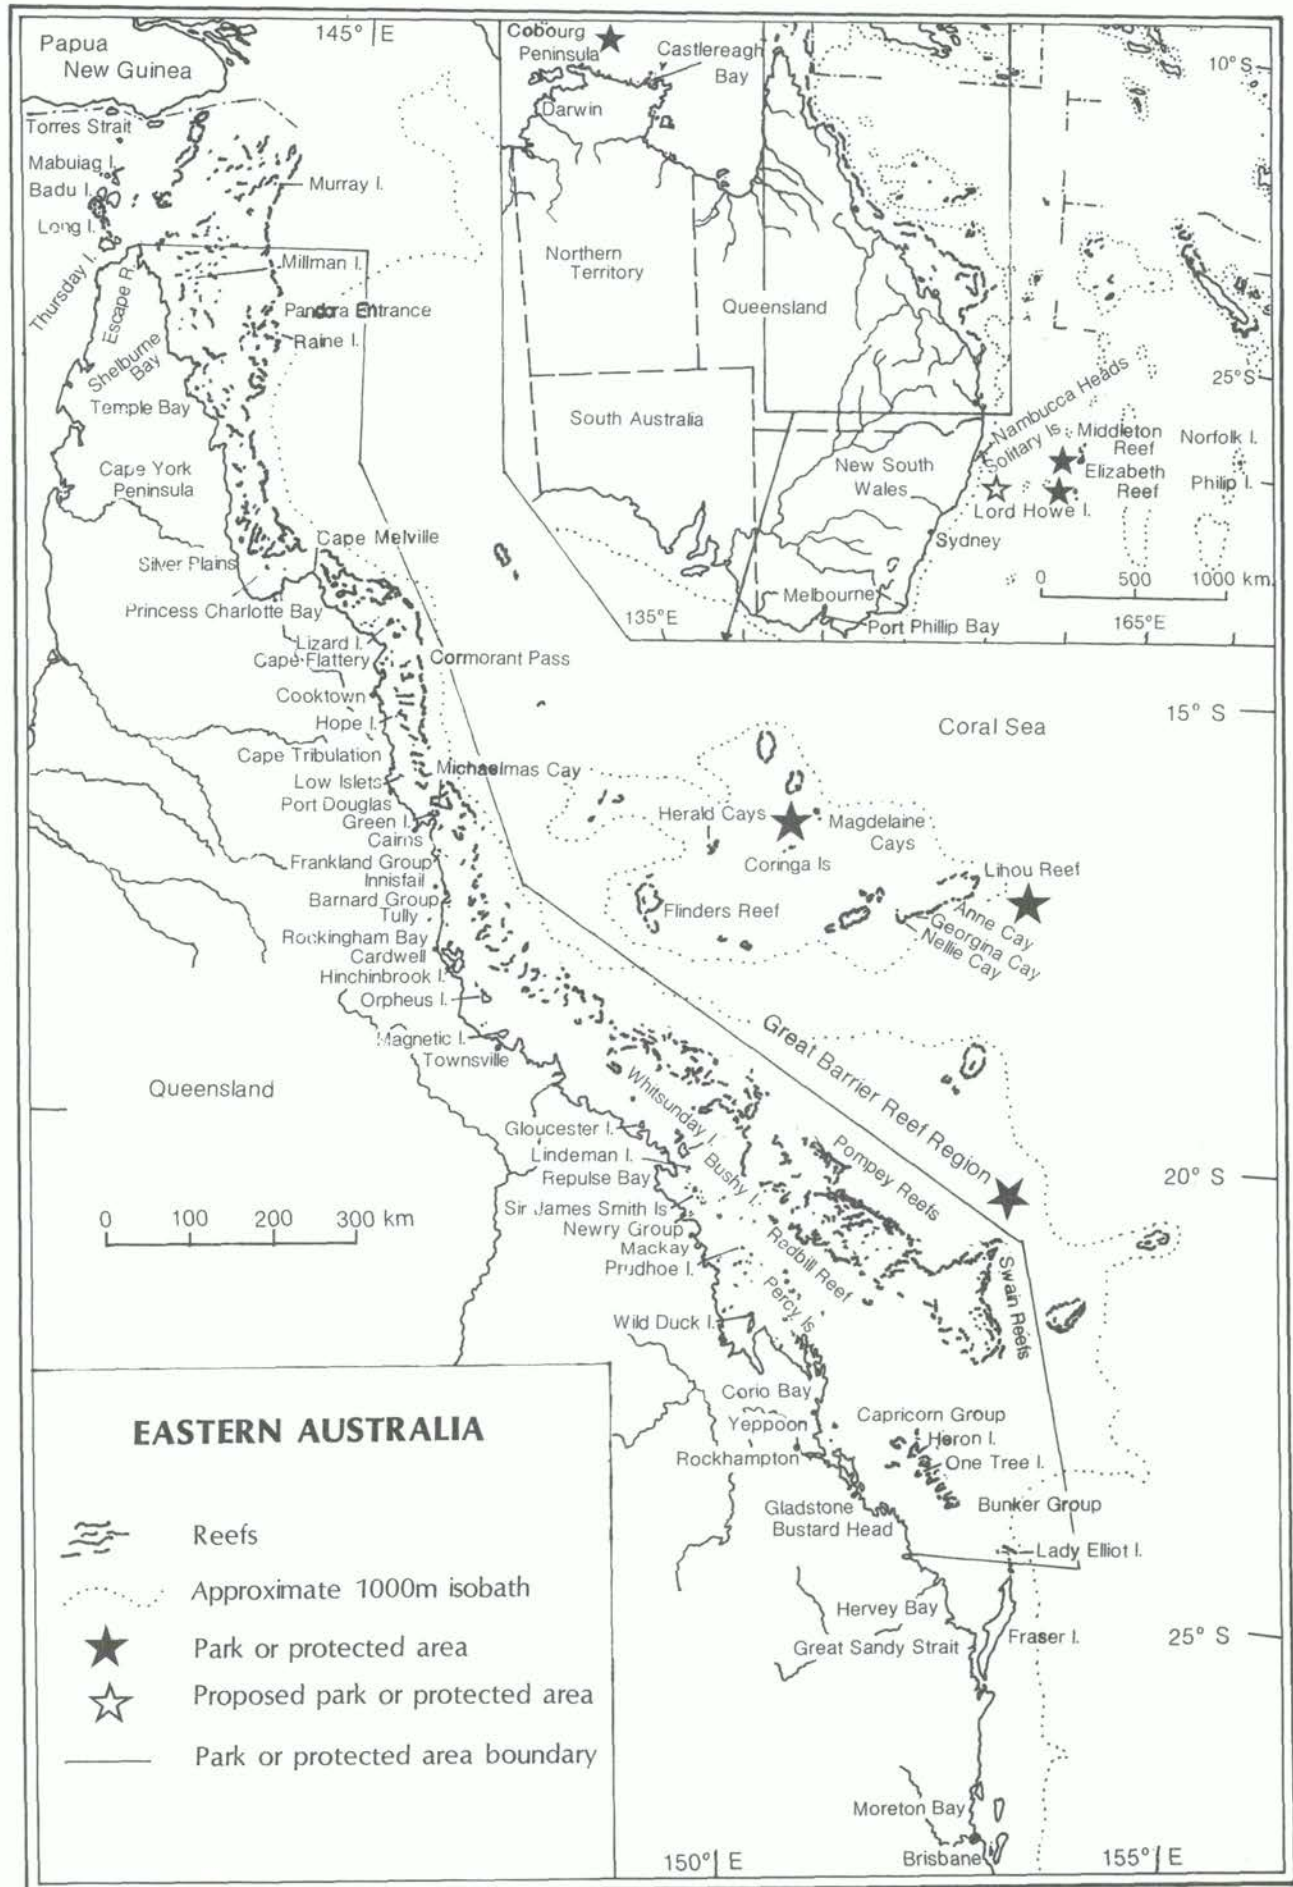 145° E
Papua
New Guinea
Torres Strait
Mabuiag I.
Badu I.
Long I.
Thursday I.
Murray I.
Millman I.
Escape R.
Pandora Entrance
Raine I.
Shelburne
Bay
Temple Bay
Cape York
Peninsula
Silver Plains
Cape Melville
Princess Charlotte Bay
Lizard I.
Cape Flattery
Cormorant Pass
Cooktown
Hope I.
Cape Tribulation
Low Islets
Michaelmas Cay
Port Douglas
Green I.
Cairns
Frankland Group
Innisfail
Barnard Group
Tully
Rockingham Bay
Cardwell
Hinchinbrook I.
Orpheus I.
Magnetic I.
Townsville
Queensland
Gloucester I.
Whitsunday I.
Lindeman I.
Repulse Bay
Bushy I.
Sir James Smith Is
Newry Group
Mackay
Prudhoe I.
Redbill Reef
Pompey Reefs
Percy Is
Wild Duck I.
Swain Reefs
Great Barrier Reef Region
Corio Bay
Yeppoon
Rockhampton
Capricorn Group
Heron I.
One Tree I.
Bunker Group
Gladstone
Bustard Head
Lady Elliot I.
Hervey Bay
Great Sandy Strait
Fraser I.
Moreton Bay
Brisbane
150° E
155° E
15° S
20° S
25° S
Coral Sea
Herald Cays
Magdelaine
Cays
Coringa Is
Lihou Reef
Flinders Reef
Anne Cay
Georgina Cay
Nellie Cay
0 100 200 300 km
Cobourg
Peninsula
Castlereagh
Bay
Darwin
10°S
Northern
Territory
Queensland
South Australia
New South
Wales
25°S
Nambucca Heads
Solitary Is
Middleton
Reef
Elizabeth
Reef
Norfolk I.
Philip I.
Lord Howe I.
Sydney
Melbourne
Port Phillip Bay
0 500 1000 km.
135°E
165°E
EASTERN AUSTRALIA
Reefs
Approximate 1000m isobath
Park or protected area
Proposed park or protected area
Park or protected area boundary